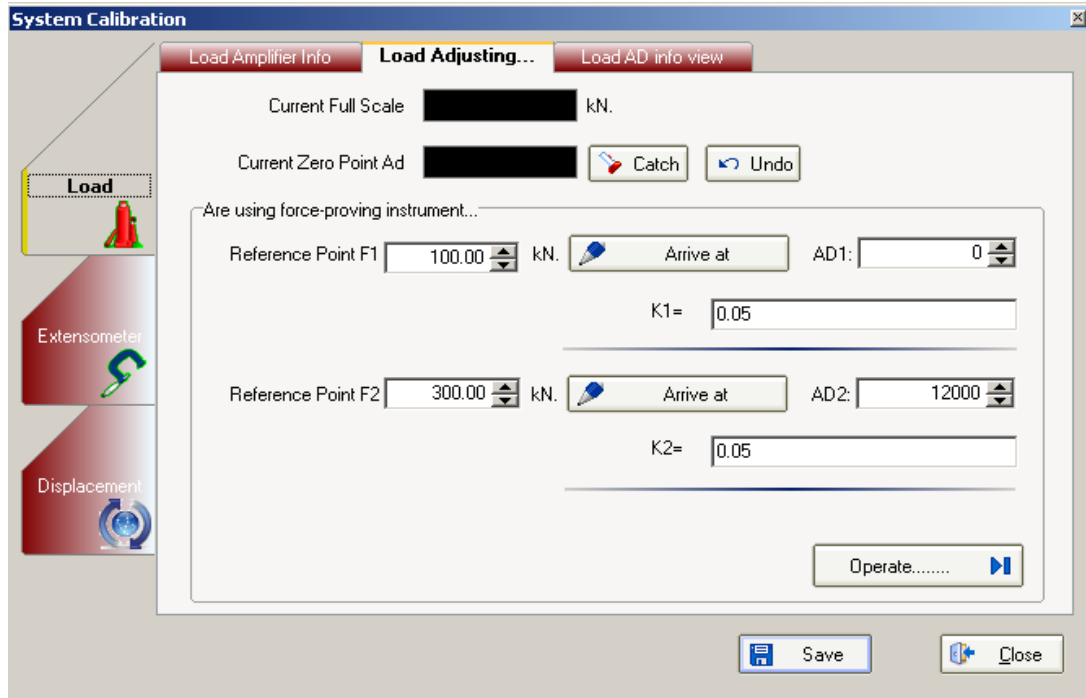 System Calibration
Load Amplifier Info Load Adjusting... Load AD info view
Current Full Scale kN.
Current Zero Point Ad Catch Undo
Load
Are using force-proving instrument...
Reference Point F1 100.00 kN. Arrive at AD1: 0
K1= 0.05
Extensometer
Reference Point F2 300.00 kN. Arrive at AD2: 12000
K2= 0.05
Displacement
Operate........
Save Close